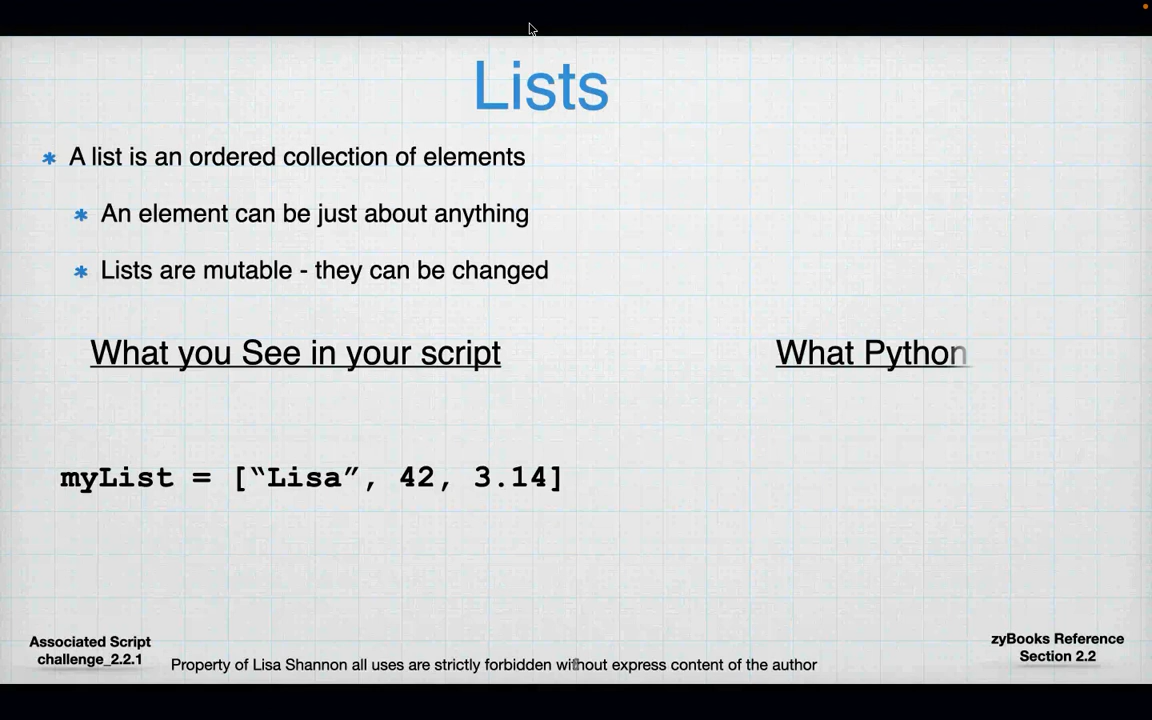 Lists
A list is an ordered collection of elements
An element can be just about anything
Lists are mutable - they can be changed
What you See in your script
What Python
myList = [“Lisa”, 42, 3.14]
Associated Script
challenge_2.2.1
Property of Lisa Shannon all uses are strictly forbidden without express content of the author
zyBooks Reference
Section 2.2